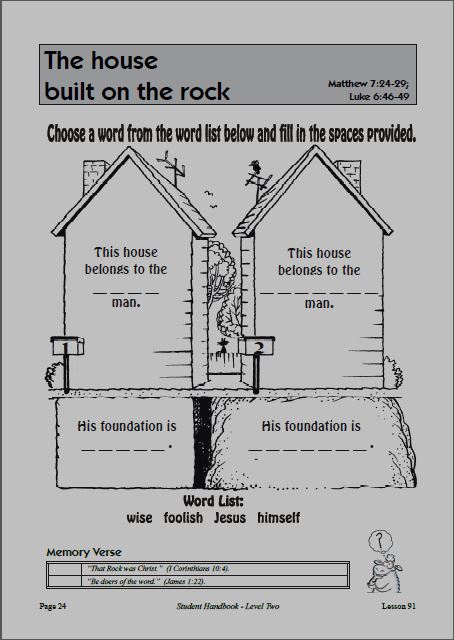 The house
built on the rock
Matthew 7:24-29;
Luke 6:46-49
Choose a word from the word list below and fill in the spaces provided.
This house
belongs to the
_ _ _ _ _ _
man.
This house
belongs to the
_ _ _ _ _ _ _ _
man.
1
2
His foundation is
_ _ _ _ _ _ _ .
His foundation is
_ _ _ _ _ _ _ _ .
Word List:
wise foolish Jesus himself
Memory Verse
"That Rock was Christ." (I Corinthians 10:4).
"Be doers of the word." (James 1:22).
?
Page 24
Student Handbook - Level Two
Lesson 91